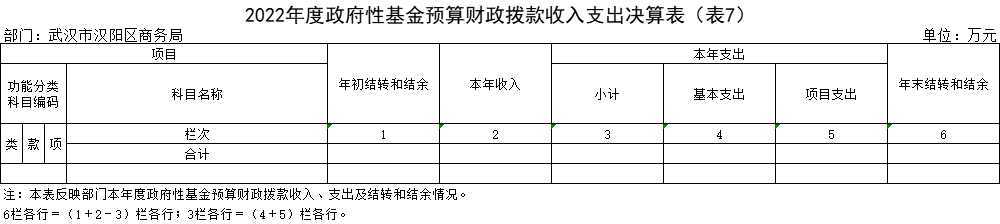 2022年度政府性基金预算财政拨款收入支出决算表（表7）
部门：武汉市汉阳区商务局 单位：万元
项目 年初结转和结余 本年收入 本年支出 年末结转和结余
功能分类科目编码 科目名称 小计 基本支出 项目支出
类 款 项 栏次 1 2 3 4 5 6
合计
注：本表反映部门本年度政府性基金预算财政拨款收入、支出及结转和结余情况。
6栏各行＝（1＋2－3）栏各行；3栏各行＝（4＋5）栏各行。